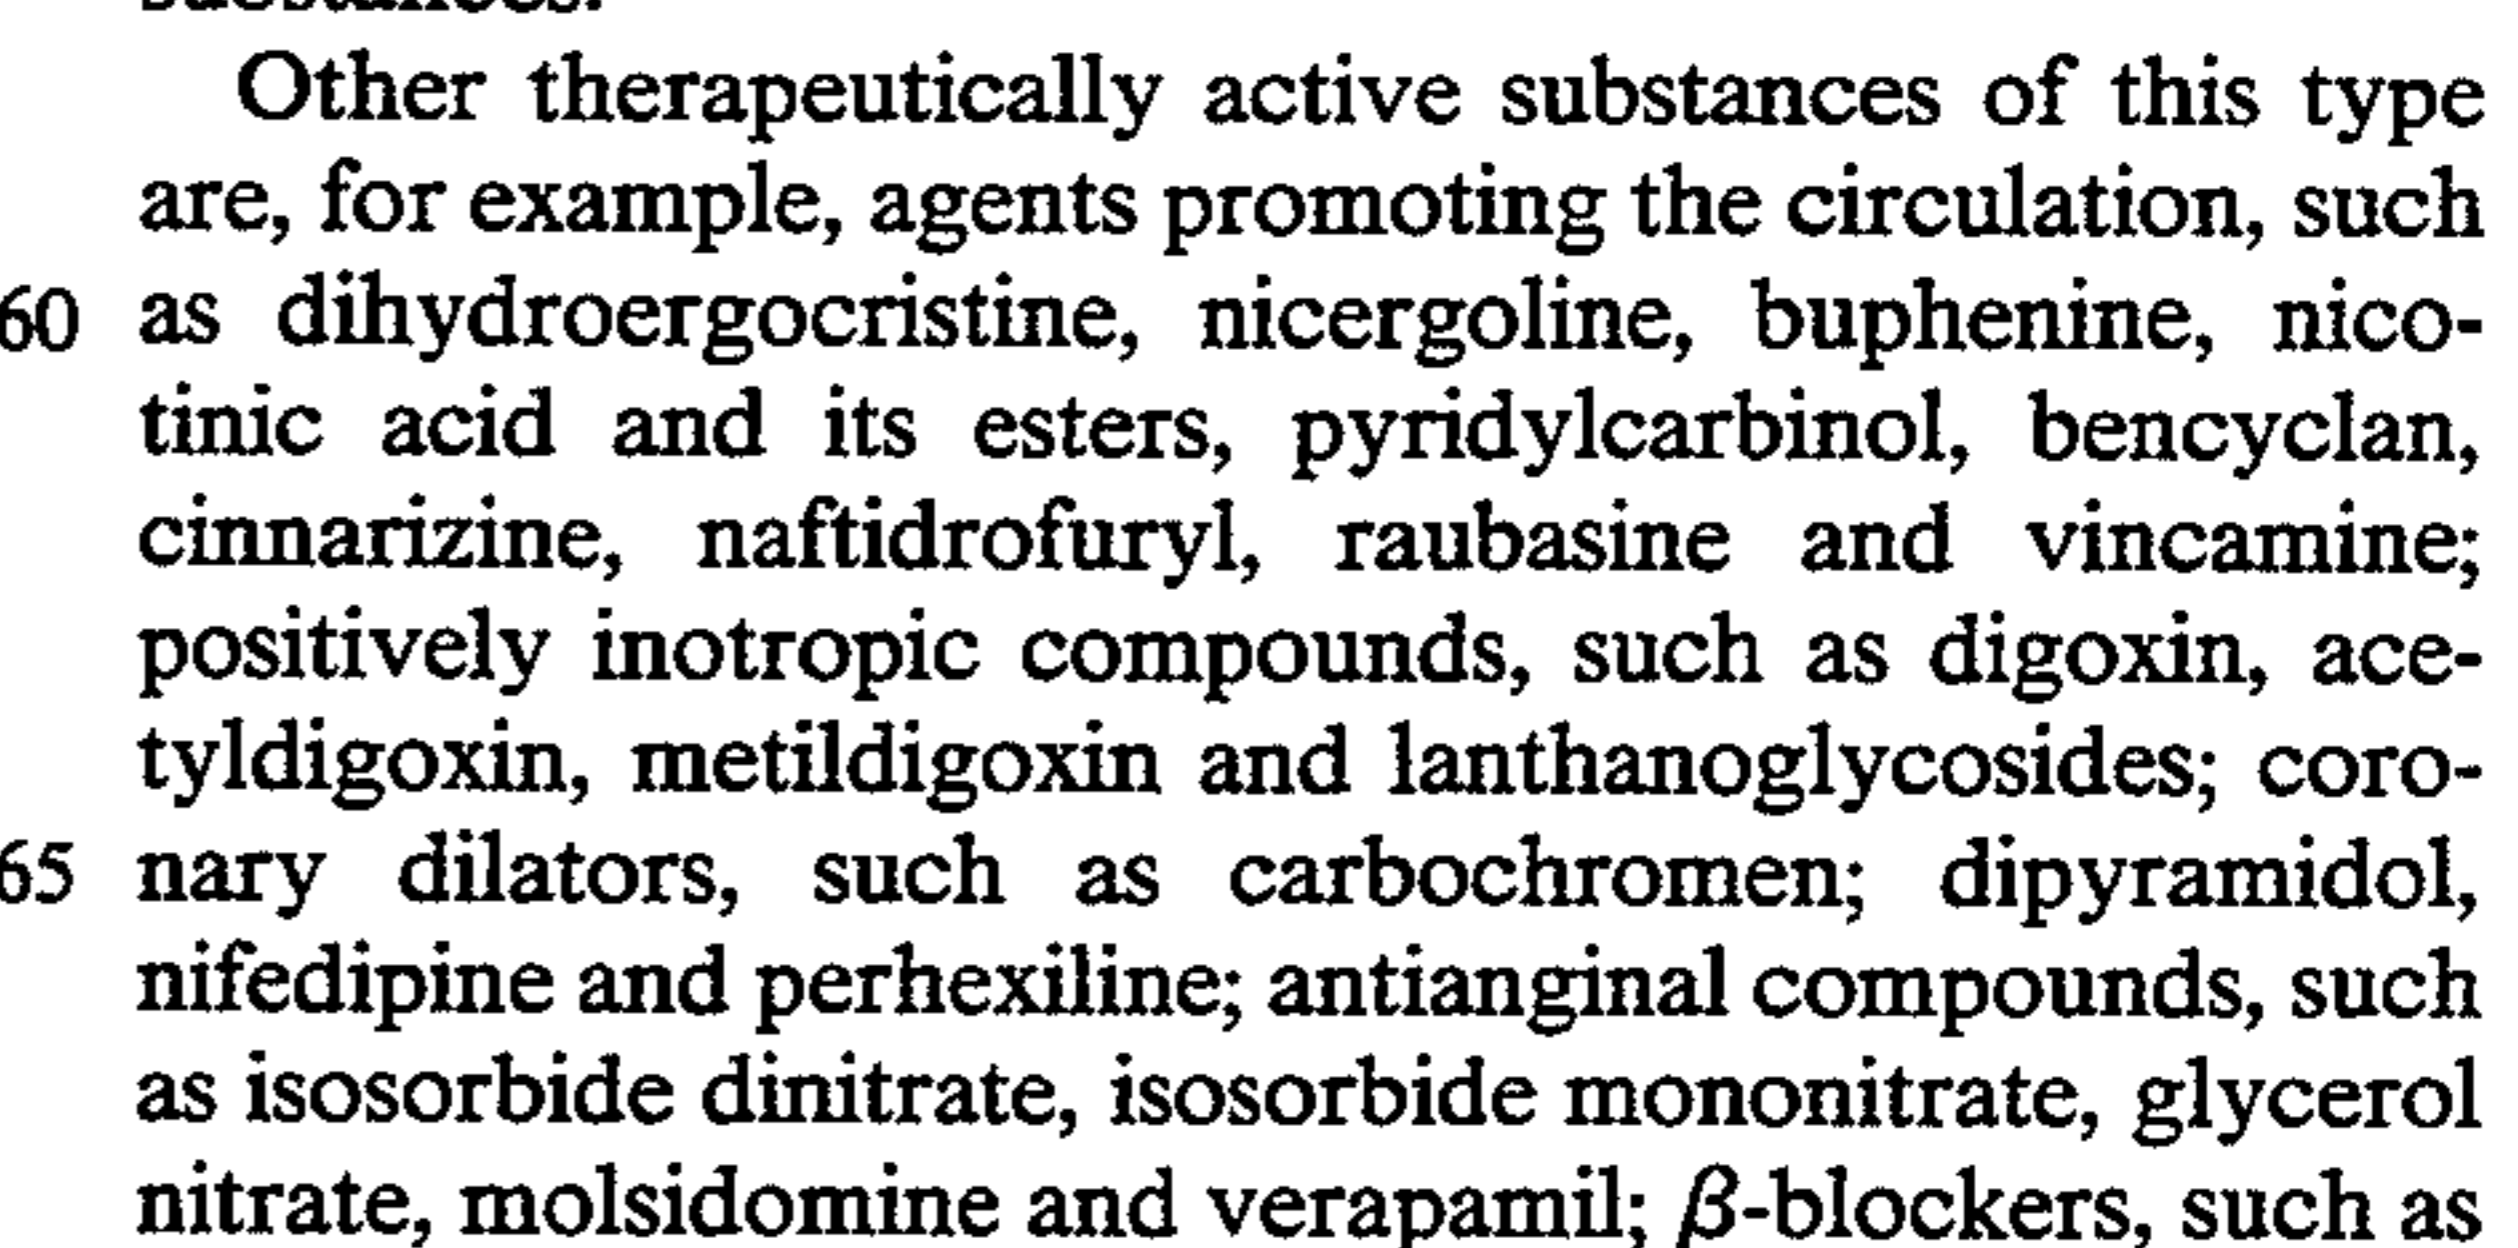 substances.
Other therapeutically active substances of this type
are, for example, agents promoting the circulation, such
60 as dihydroergocristine, nicergoline, buphenine, nico-
tinic acid and its esters, pyridylcarbinol, bencyclan,
cinnarizine, naftidrofuryl, raubasine and vincamine;
positively inotropic compounds, such as digoxin, ace-
tyldigoxin, metildigoxin and lanthanoglycosides; coro-
65 nary dilators, such as carbochromen; dipyramidol,
nifedipine and perhexiline; antianginal compounds, such
as isosorbide dinitrate, isosorbide mononitrate, glycerol
nitrate, molsidomine and verapamil; β-blockers, such as